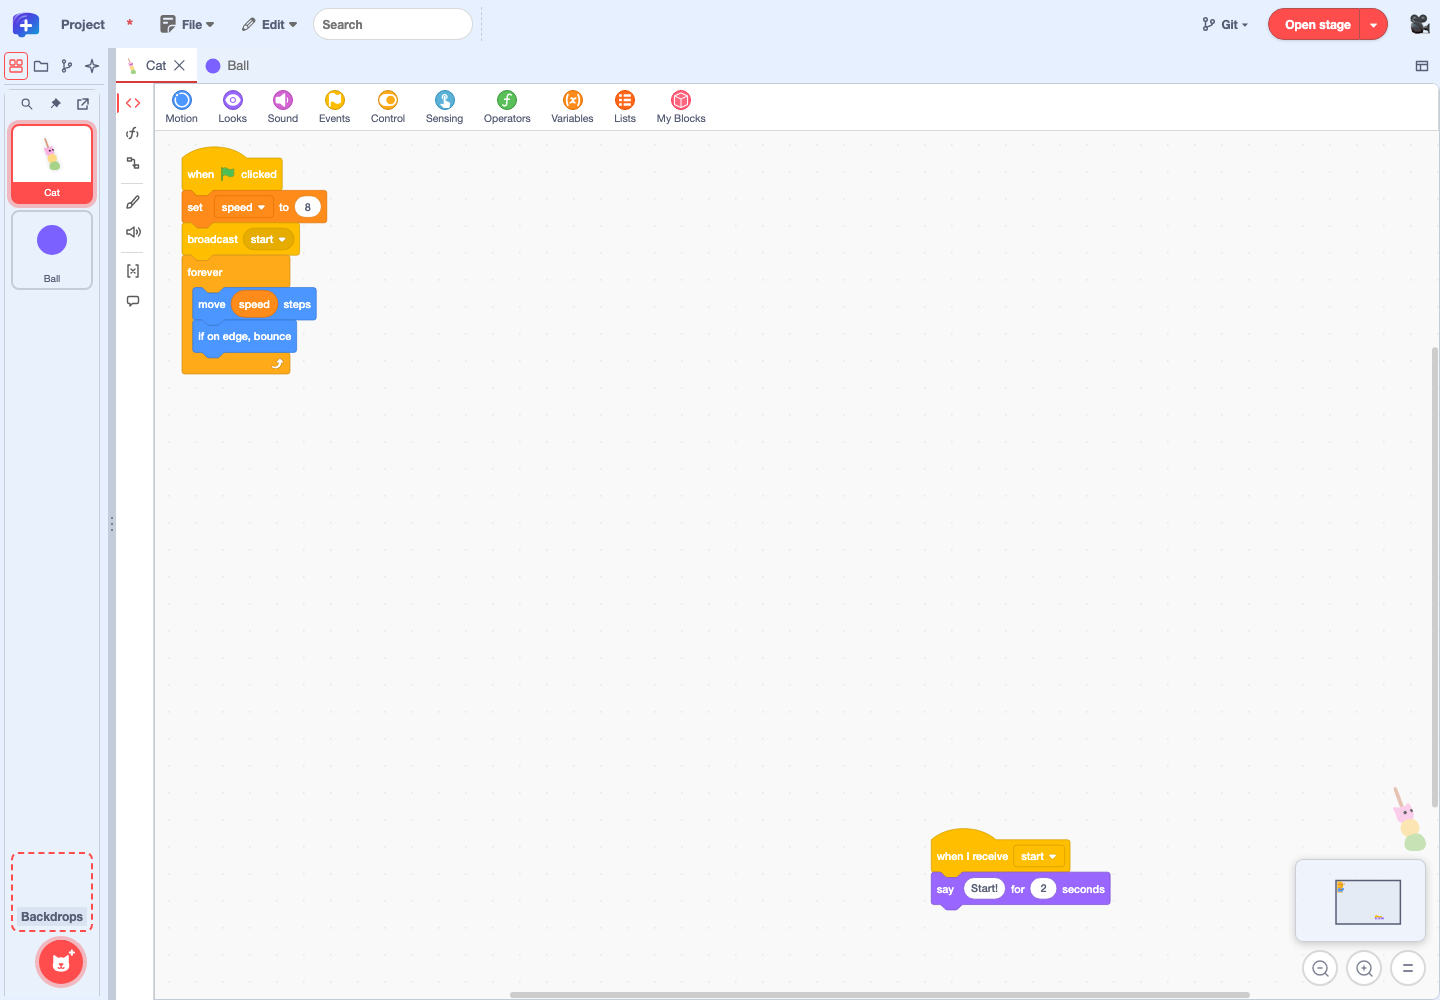 Project * File Edit Search Git Open stage
Cat Ball
Motion Looks Sound Events Control Sensing Operators Variables Lists My Blocks
Cat
Ball
Backdrops
when clicked
set speed to 8
broadcast start
forever
move speed steps
if on edge, bounce
when I receive start
say Start! for 2 seconds